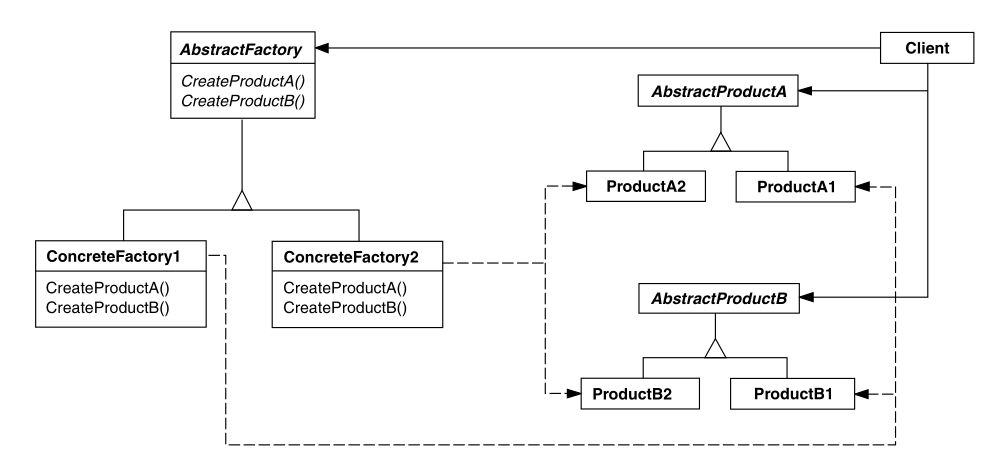 AbstractFactory
CreateProductA()
CreateProductB()
Client
AbstractProductA
ProductA2
ProductA1
ConcreteFactory1
CreateProductA()
CreateProductB()
ConcreteFactory2
CreateProductA()
CreateProductB()
AbstractProductB
ProductB2
ProductB1